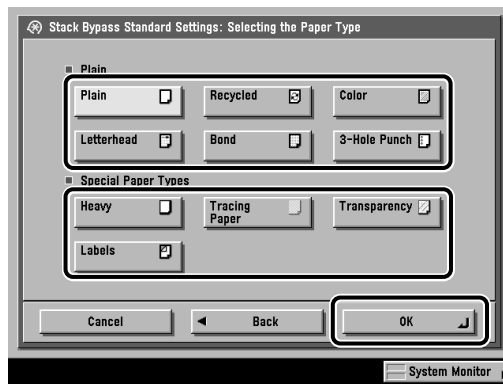 Stack Bypass Standard Settings: Selecting the Paper Type
Plain
Plain
Recycled
Color
Letterhead
Bond
3-Hole Punch
Special Paper Types
Heavy
Tracing
Paper
Transparency
Labels
Cancel
Back
OK
System Monitor